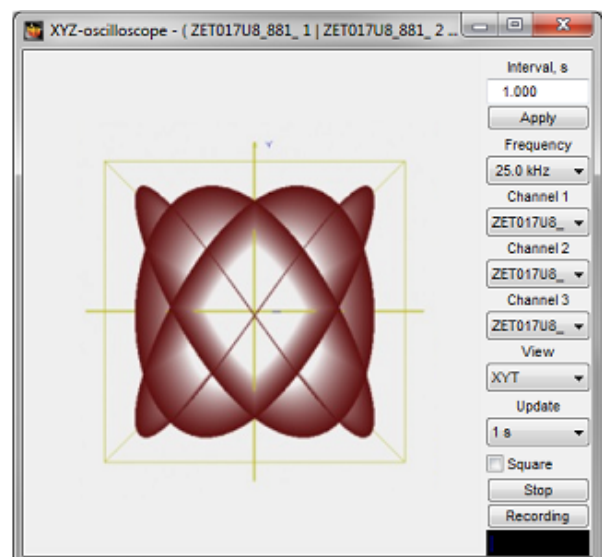 XYZ-oscilloscope - ( ZET017U8_881_ 1 | ZET017U8_881_ 2 ...
Interval, s
1.000
Apply
Frequency
25.0 kHz
Channel 1
ZET017U8_
Channel 2
ZET017U8_
Channel 3
ZET017U8_
View
XYT
Update
1 s
Square
Stop
Recording
Y